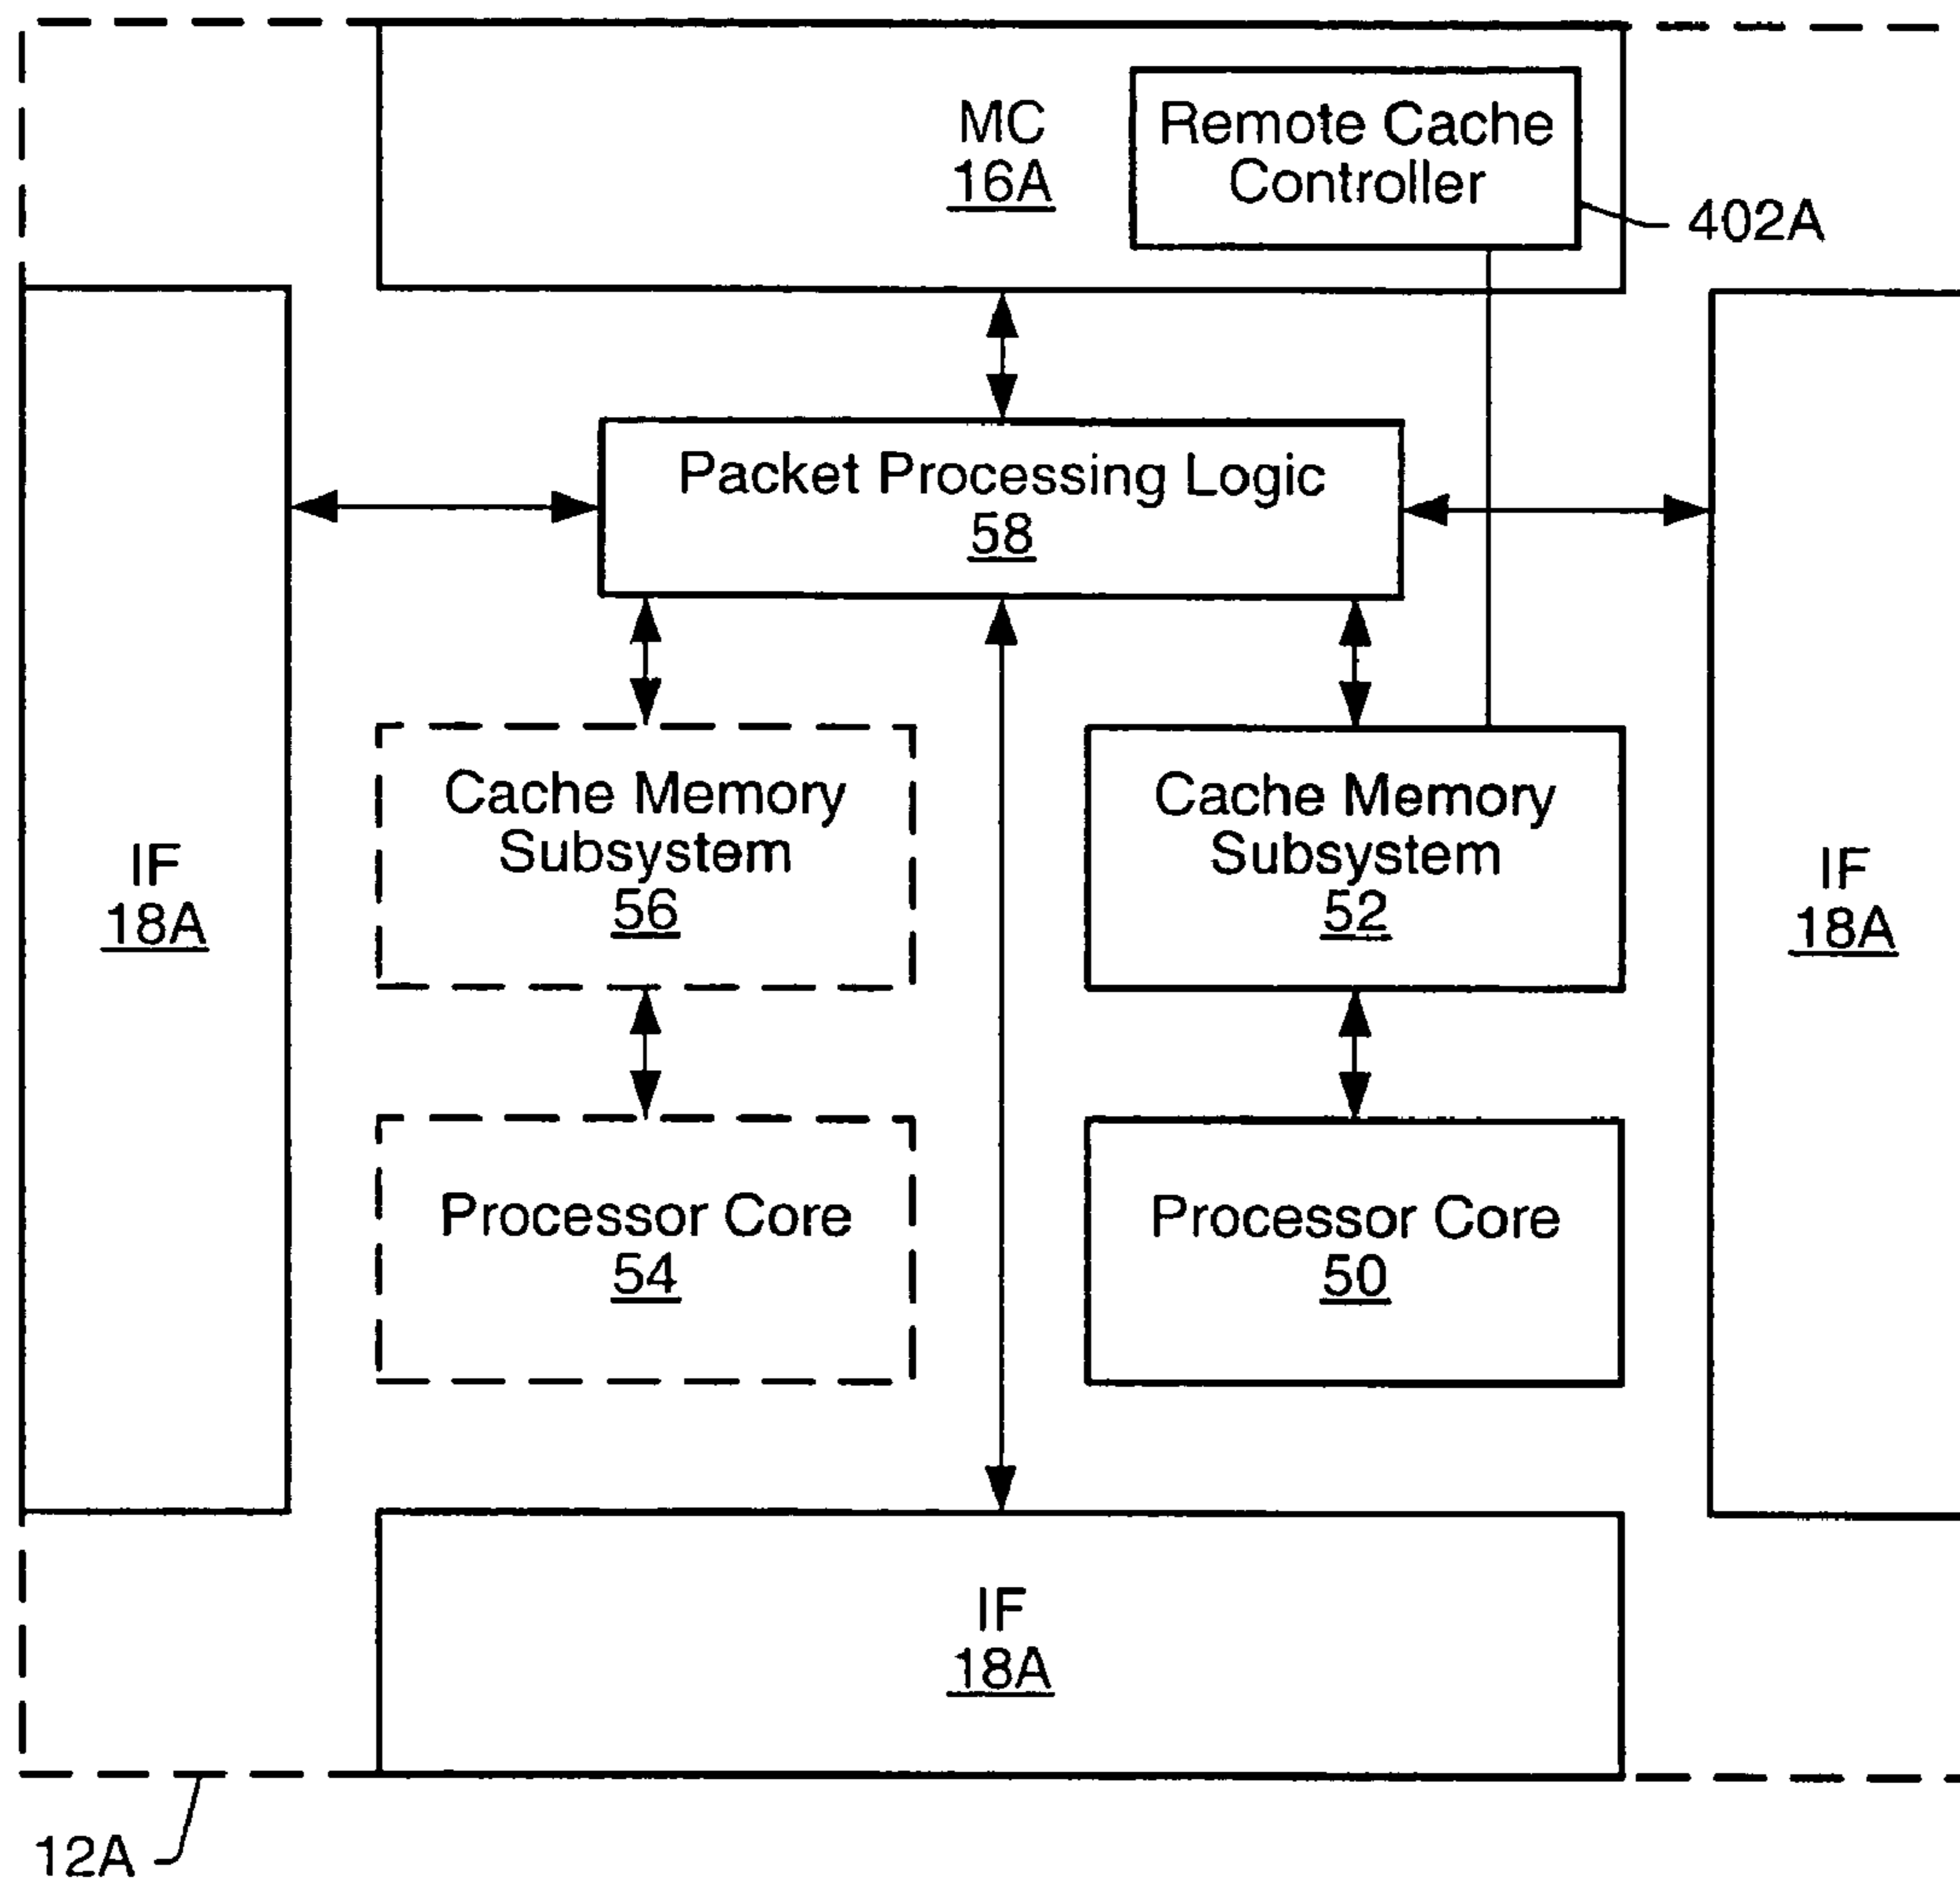 MC
16A
Remote Cache
Controller
402A
Packet Processing Logic
58
Cache Memory
Subsystem
56
Cache Memory
Subsystem
52
IF
18A
IF
18A
Processor Core
54
Processor Core
50
IF
18A
12A